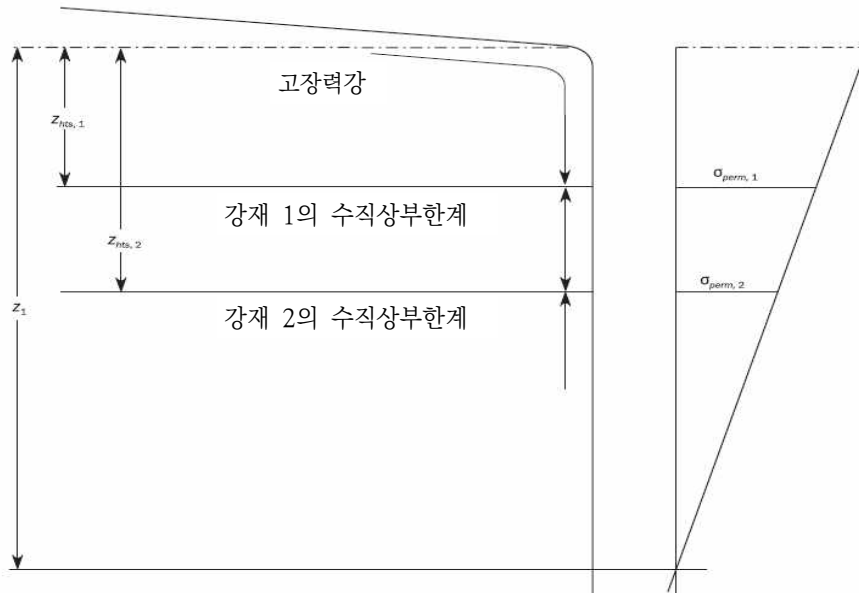 고장력강
z_hts, 1
σ_perm, 1
강재 1의 수직상부한계
z_hts, 2
σ_perm, 2
z_1
강재 2의 수직상부한계